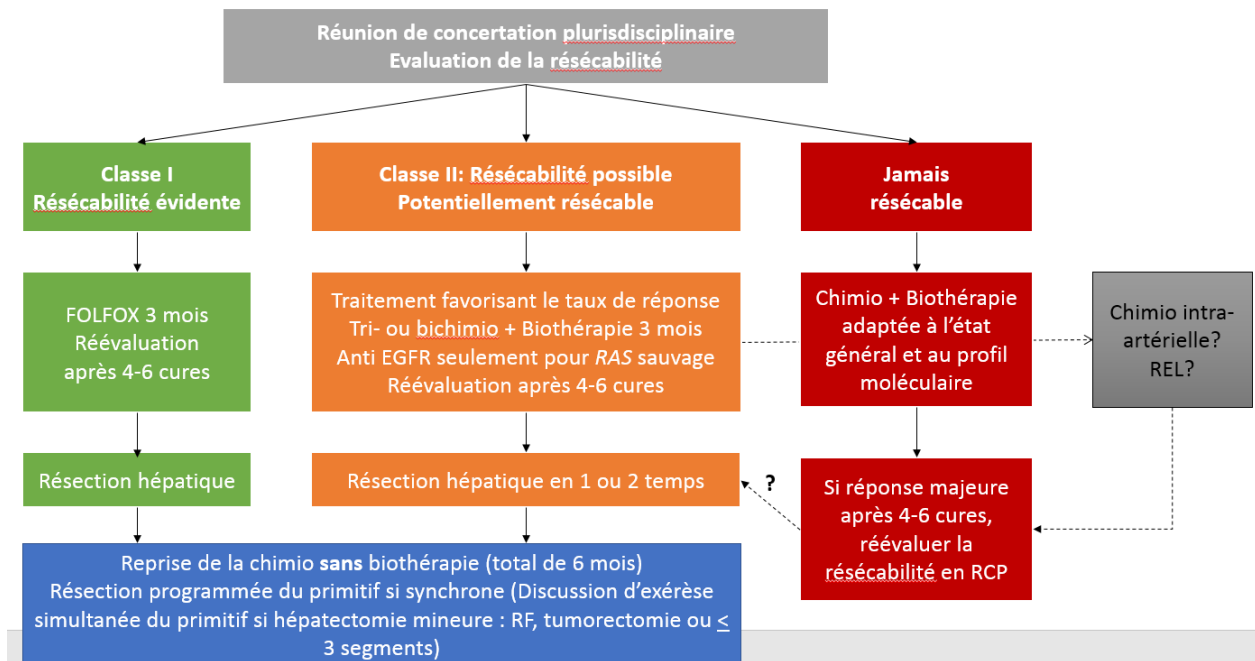 Réunion de concertation plurisdisciplinaire
Evaluation de la résécabilité
Classe I
Résécabilité évidente
Classe II: Résécabilité possible
Potentiellement résécable
Jamais
résécable
FOLFOX 3 mois
Réévaluation
après 4-6 cures
Traitement favorisant le taux de réponse
Tri- ou bichimio + Biothérapie 3 mois
Anti EGFR seulement pour RAS sauvage
Réévaluation après 4-6 cures
Chimio + Biothérapie
adaptée à l'état
général et au profil
moléculaire
Chimio intra-
artérielle?
REL?
Résection hépatique
Résection hépatique en 1 ou 2 temps
?
Si réponse majeure
après 4-6 cures,
réévaluer la
résécabilité en RCP
Reprise de la chimio sans biothérapie (total de 6 mois)
Résection programmée du primitif si synchrone (Discussion d'exérèse
simultanée du primitif si hépatectomie mineure : RF, tumorectomie ou <
3 segments)